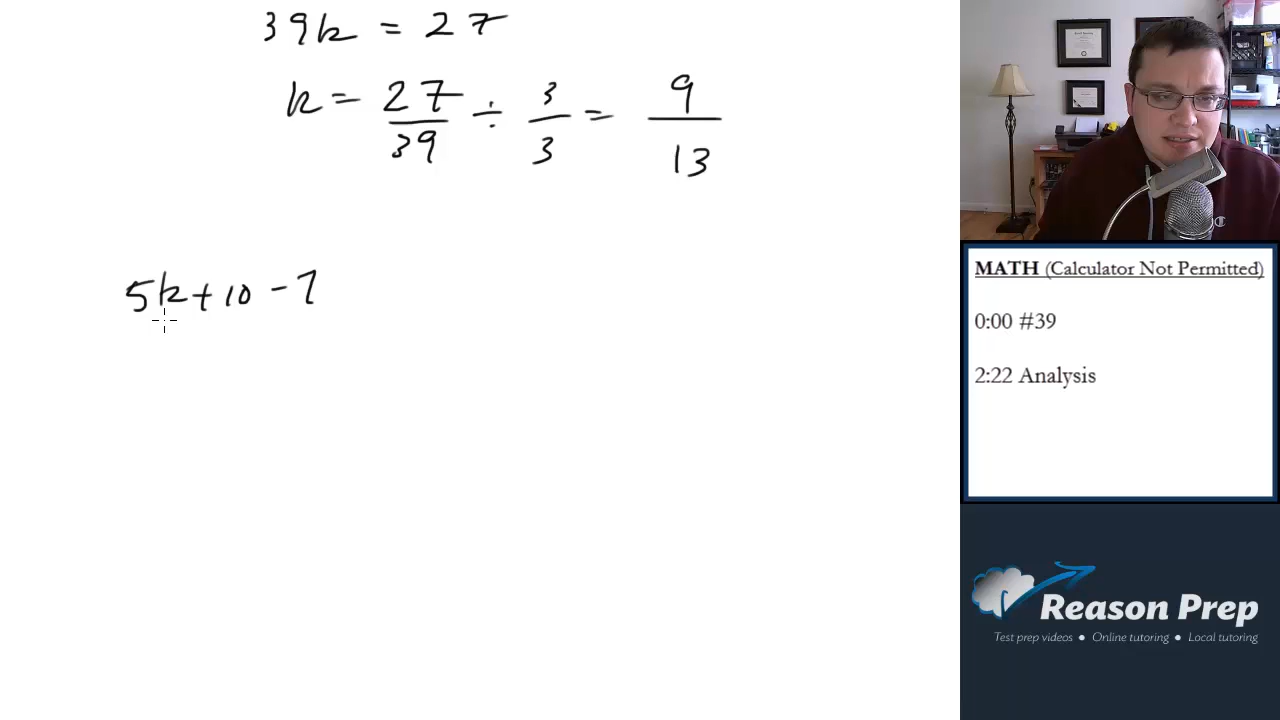 39k = 27
k = 27/39 ÷ 3/3 = 9/13
5k + 10 - 7
MATH (Calculator Not Permitted)
0:00 #39
2:22 Analysis
Reason Prep
Test prep videos ● Online tutoring ● Local tutoring